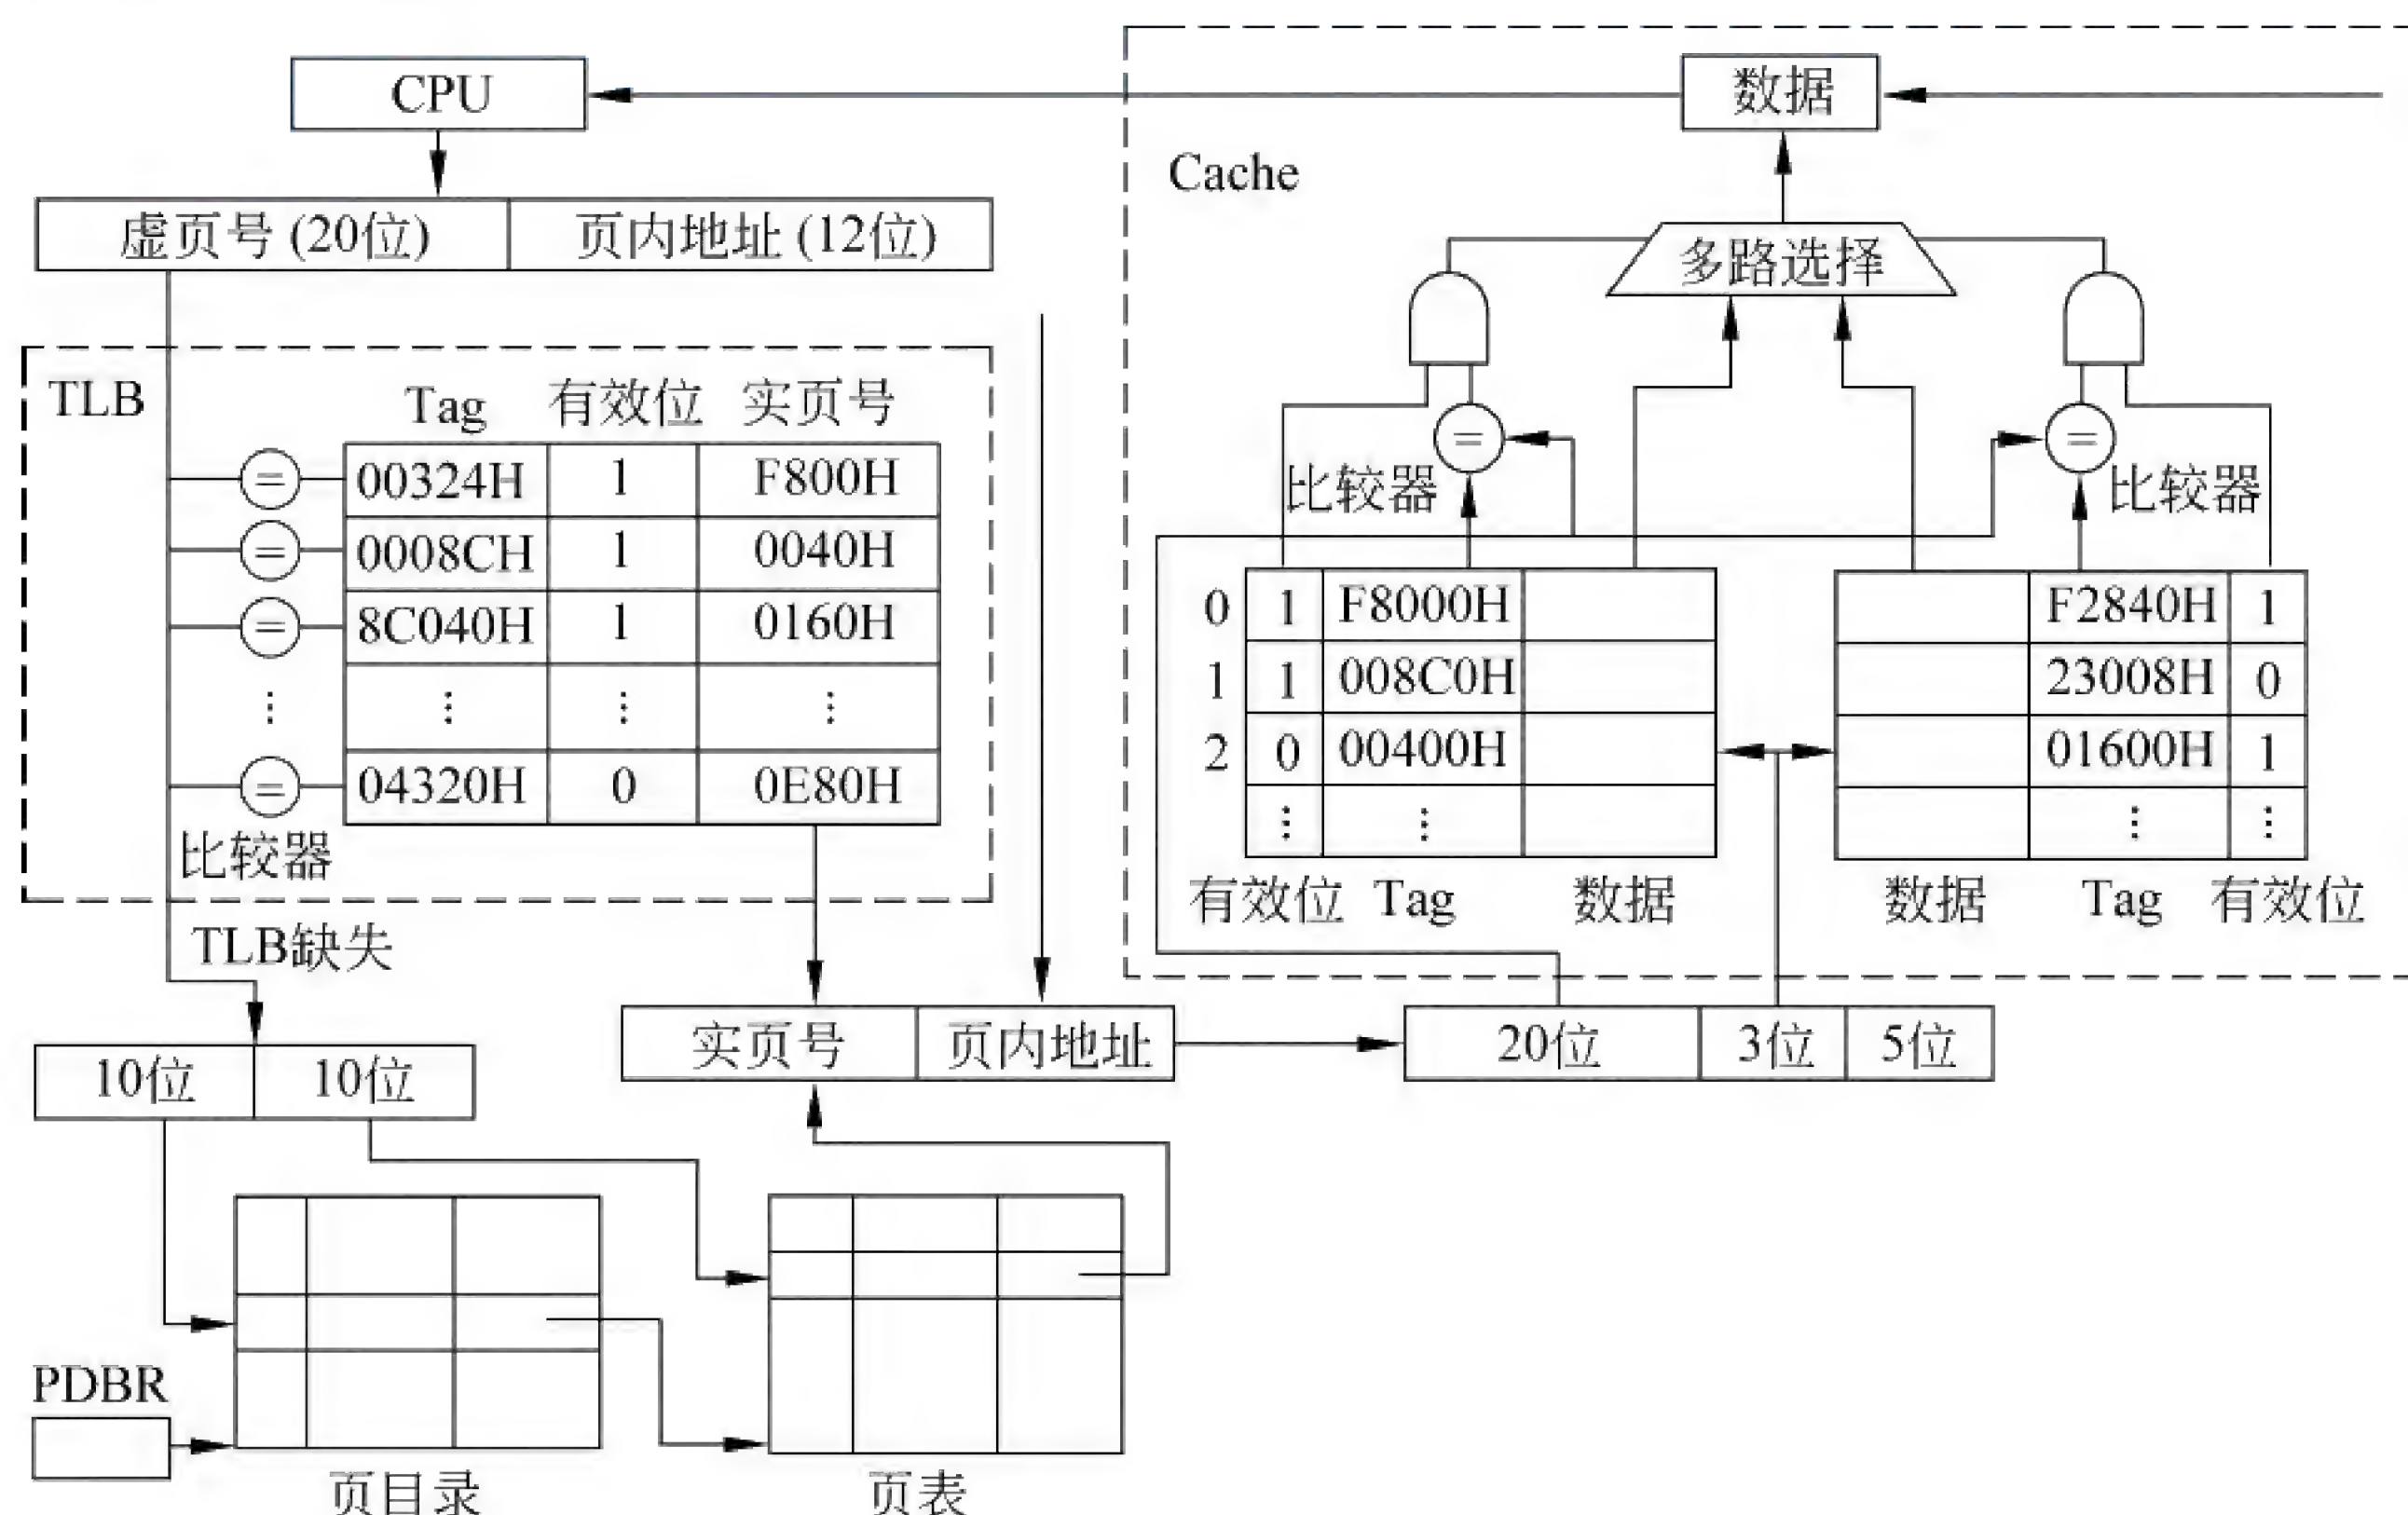 CPU
数据
Cache
虚页号 (20位) 页内地址 (12位)
多路选择
TLB
Tag 有效位 实页号
= 00324H 1 F800H
= 0008CH 1 0040H
= 8C040H 1 0160H
⋮ ⋮ ⋮ ⋮
= 04320H 0 0E80H
比较器
TLB缺失
= =
比较器 比较器
0 1 F8000H F2840H 1
1 1 008C0H 23008H 0
2 0 00400H 01600H 1
⋮ ⋮ ⋮ ⋮
有效位 Tag 数据 数据 Tag 有效位
10位 10位
实页号 页内地址
20位 3位 5位
PDBR
页目录 页表